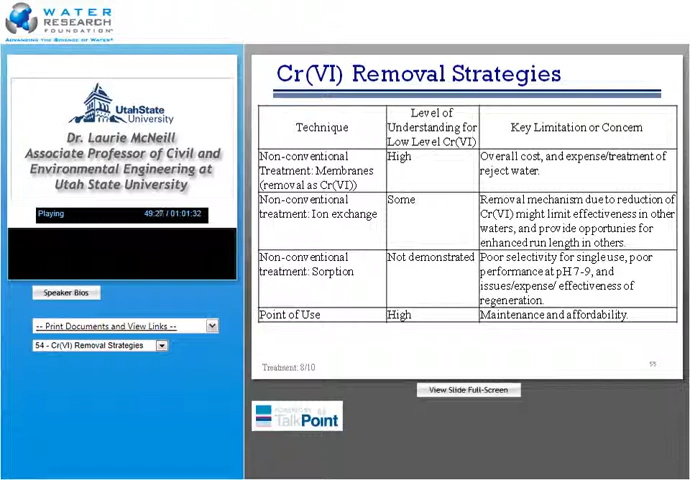 WATER
RESEARCH
FOUNDATION
ADVANCING THE SCIENCE OF WATER
UtahState
University
Dr. Laurie McNeill
Associate Professor of Civil and
Environmental Engineering at
Utah State University
Playing 49:27 / 01:01:32
Speaker Bios
-- Print Documents and View Links --
54 - Cr(VI) Removal Strategies
Cr(VI) Removal Strategies
Technique
Level of
Understanding for
Low Level Cr(VI)
Key Limitation or Concern
Non-conventional
Treatment: Membranes
(removal as Cr(VI))
High
Overall cost, and expense/treatment of
reject water.
Non-conventional
treatment: Ion exchange
Some
Removal mechanism due to reduction of
Cr(VI) might limit effectiveness in other
waters, and provide opportunies for
enhanced run length in others.
Non-conventional
treatment: Sorption
Not demonstrated
Poor selectivity for single use, poor
performance at pH 7-9, and
issues/expense/ effectiveness of
regeneration.
Point of Use
High
Maintenance and affordability.
Treatment: 8/10
View Slide Full-Screen
TalkPoint